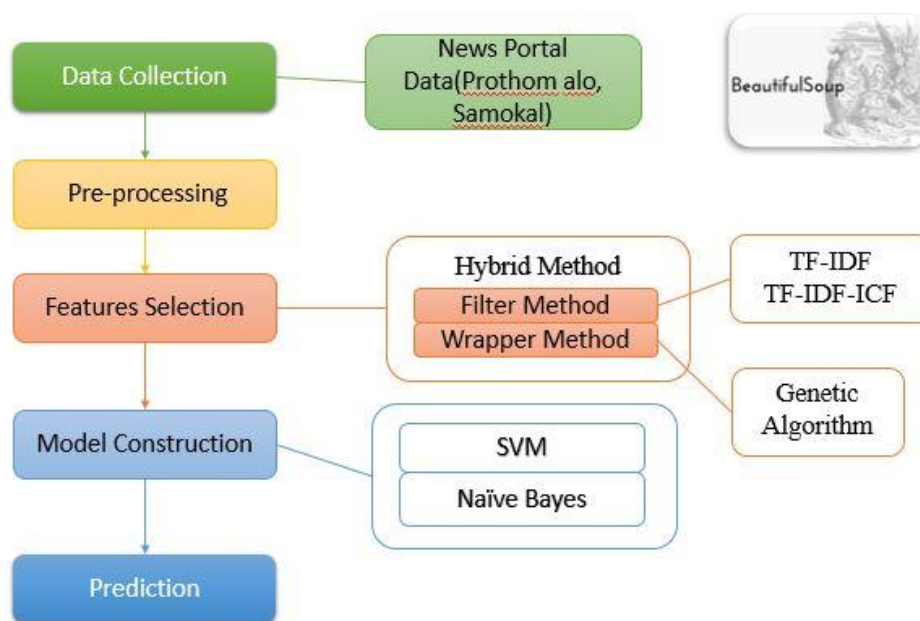 Data Collection
News Portal
Data(Prothom alo,
Samokal)
BeautifulSoup
Pre-processing
Features Selection
Hybrid Method
Filter Method
Wrapper Method
TF-IDF
TF-IDF-ICF
Genetic
Algorithm
Model Construction
SVM
Naïve Bayes
Prediction